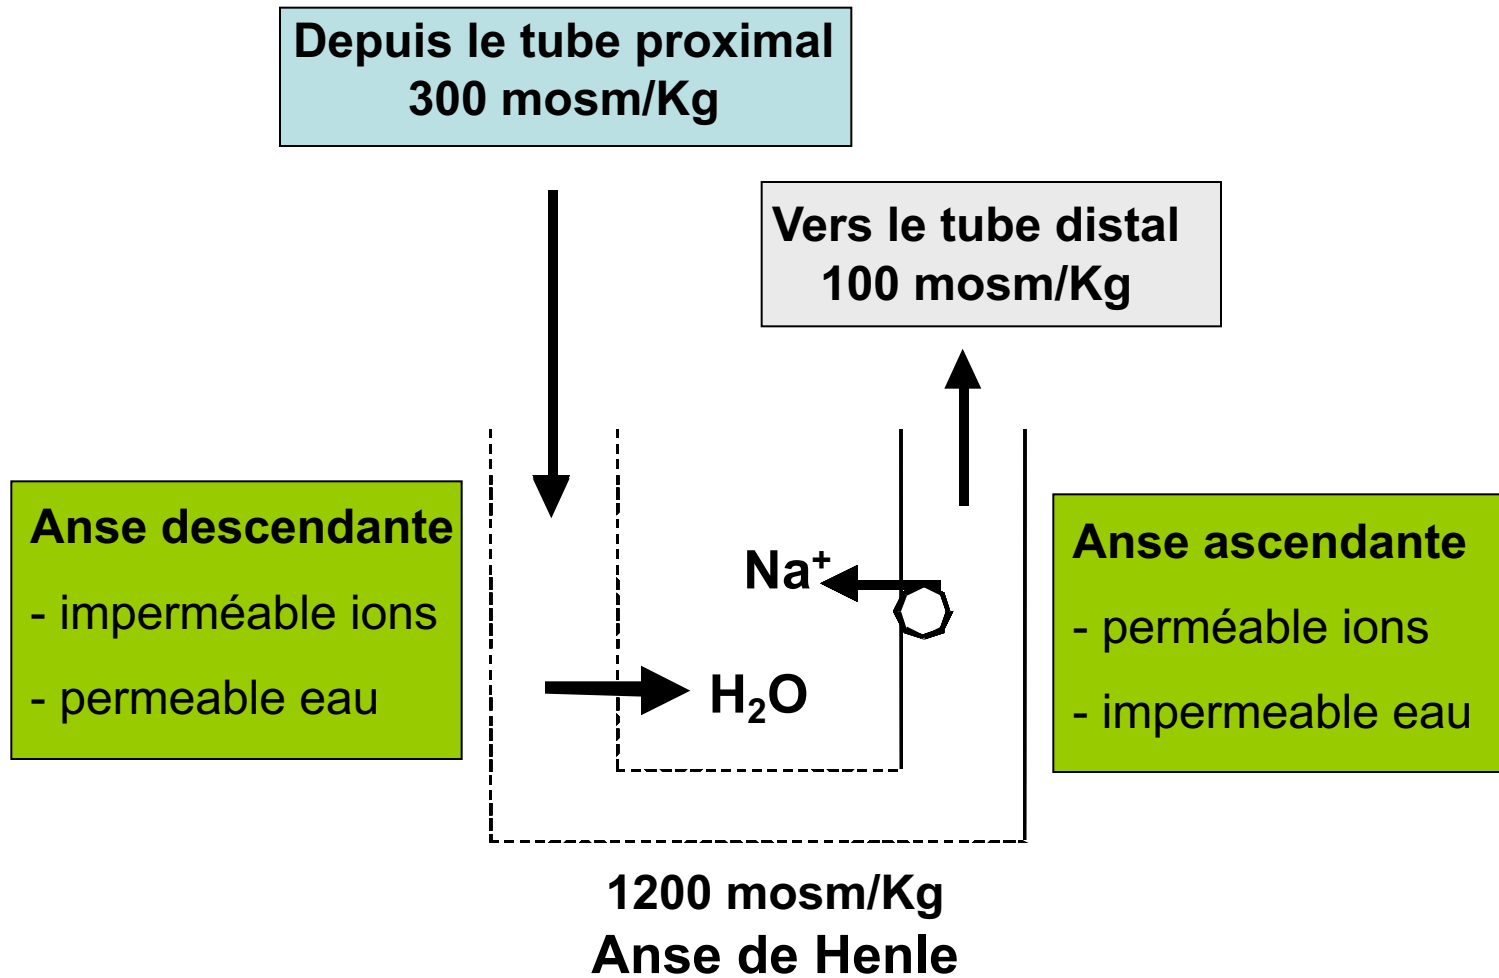 Depuis le tube proximal
300 mosm/Kg
Vers le tube distal
100 mosm/Kg
Anse descendante
- imperméable ions
- permeable eau
Na⁺
H₂O
Anse ascendante
- perméable ions
- impermeable eau
1200 mosm/Kg
Anse de Henle